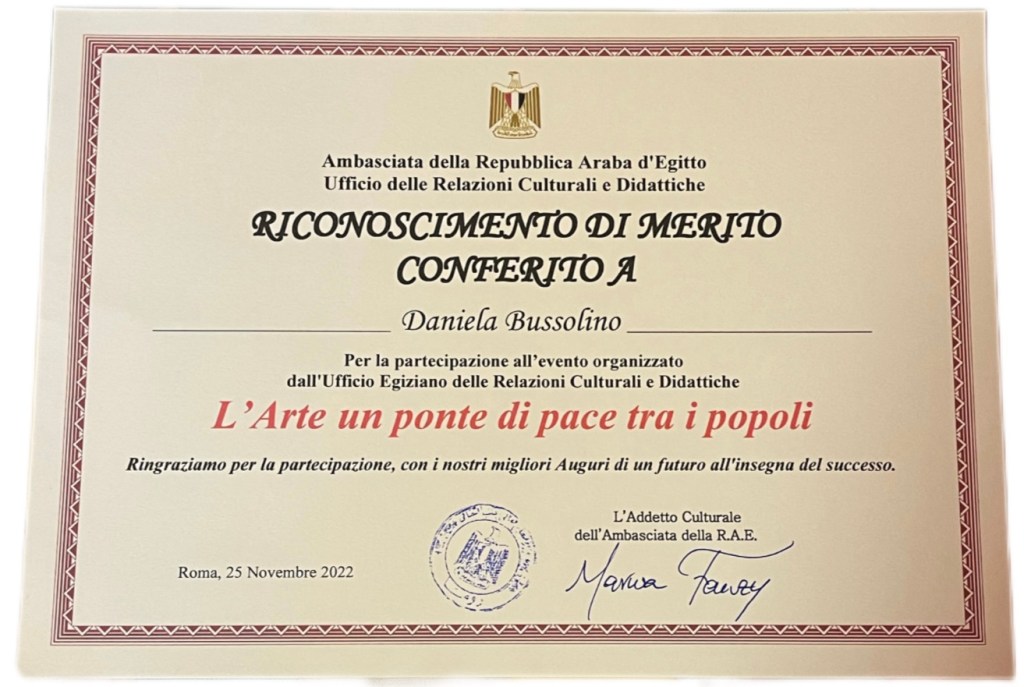 Ambasciata della Repubblica Araba d'Egitto
Ufficio delle Relazioni Culturali e Didattiche
RICONOSCIMENTO DI MERITO
CONFERITO A
Daniela Bussolino
Per la partecipazione all'evento organizzato
dall'Ufficio Egiziano delle Relazioni Culturali e Didattiche
L'Arte un ponte di pace tra i popoli
Ringraziamo per la partecipazione, con i nostri migliori Auguri di un futuro all'insegna del successo.
L'Addetto Culturale
dell'Ambasciata della R.A.E.
Roma, 25 Novembre 2022
Marwa Fawzy